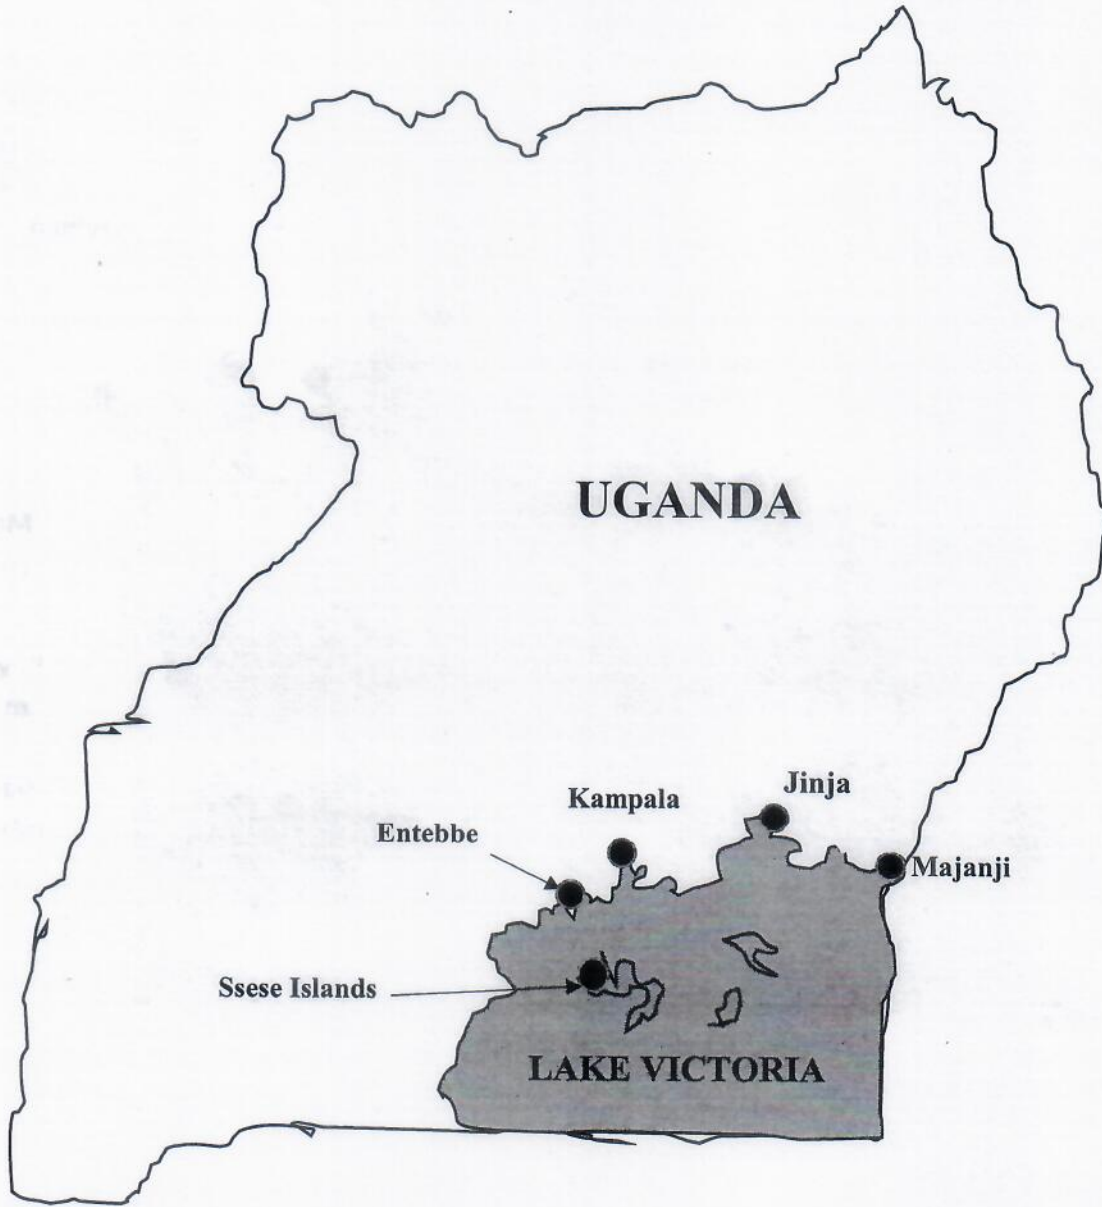 UGANDA
Jinja
Kampala
Entebbe
Majanji
Ssese Islands
LAKE VICTORIA